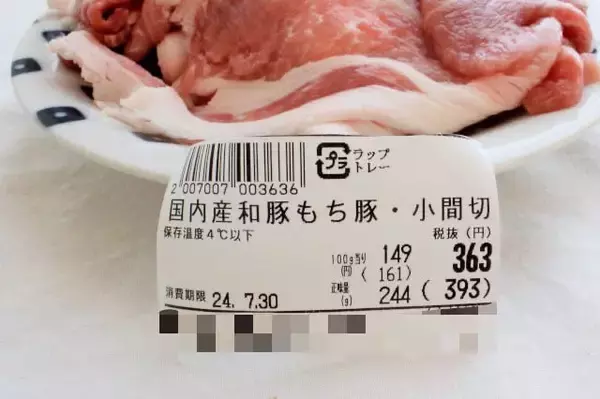 プラ
ラップ
トレー
2 007007 003636
国内産和豚もち豚・小間切
保存温度4℃以下
税抜(円)
100g当り 149 363
(円) (161)
正味量 244 (393)
(g)
消費期限 24.7.30